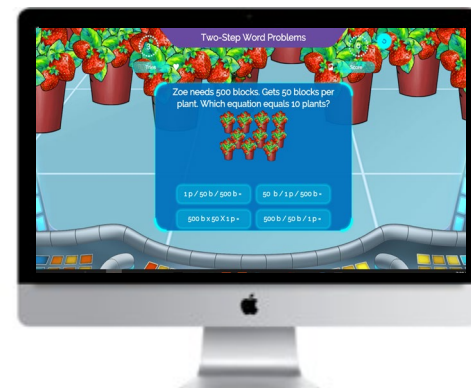 Two-Step Word Problems
Zoe needs 500 blocks. Gets 50 blocks per
plant. Which equation equals 10 plants?
1 p / 50 b / 500 b =
50 b / 1 p / 500 b =
500 b x 50 X 1 p =
500 b / 50 b / 1 p =